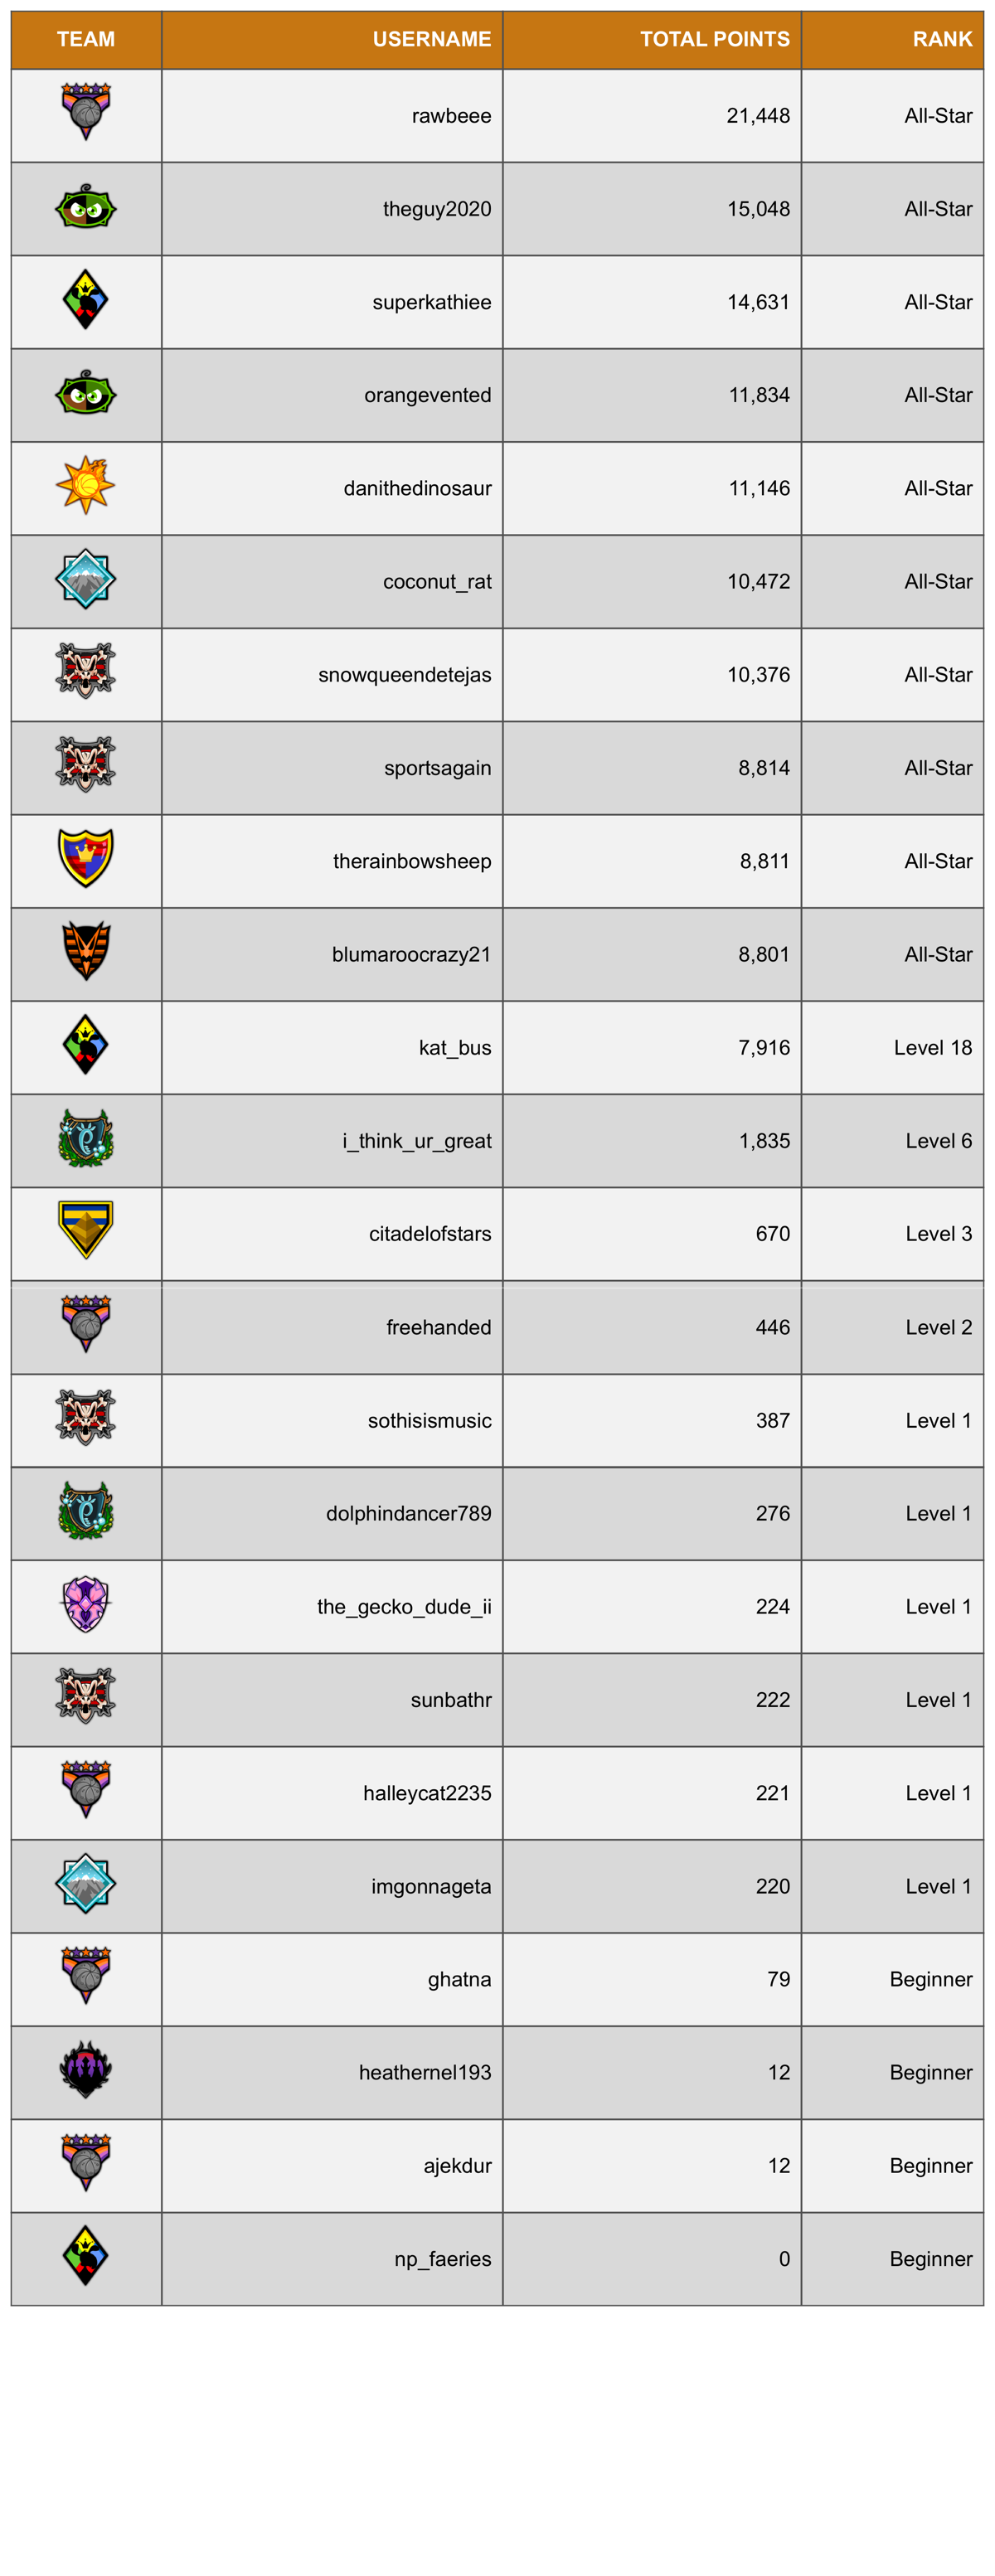 TEAM USERNAME TOTAL POINTS RANK
rawbeee 21,448 All-Star
theguy2020 15,048 All-Star
superkathiee 14,631 All-Star
orangevented 11,834 All-Star
danithedinosaur 11,146 All-Star
coconut_rat 10,472 All-Star
snowqueendetejas 10,376 All-Star
sportsagain 8,814 All-Star
therainbowsheep 8,811 All-Star
blumaroocrazy21 8,801 All-Star
kat_bus 7,916 Level 18
i_think_ur_great 1,835 Level 6
citadelofstars 670 Level 3
freehanded 446 Level 2
sothisismusic 387 Level 1
dolphindancer789 276 Level 1
the_gecko_dude_ii 224 Level 1
sunbathr 222 Level 1
halleycat2235 221 Level 1
imgonnageta 220 Level 1
ghatna 79 Beginner
heathernel193 12 Beginner
ajekdur 12 Beginner
np_faeries 0 Beginner